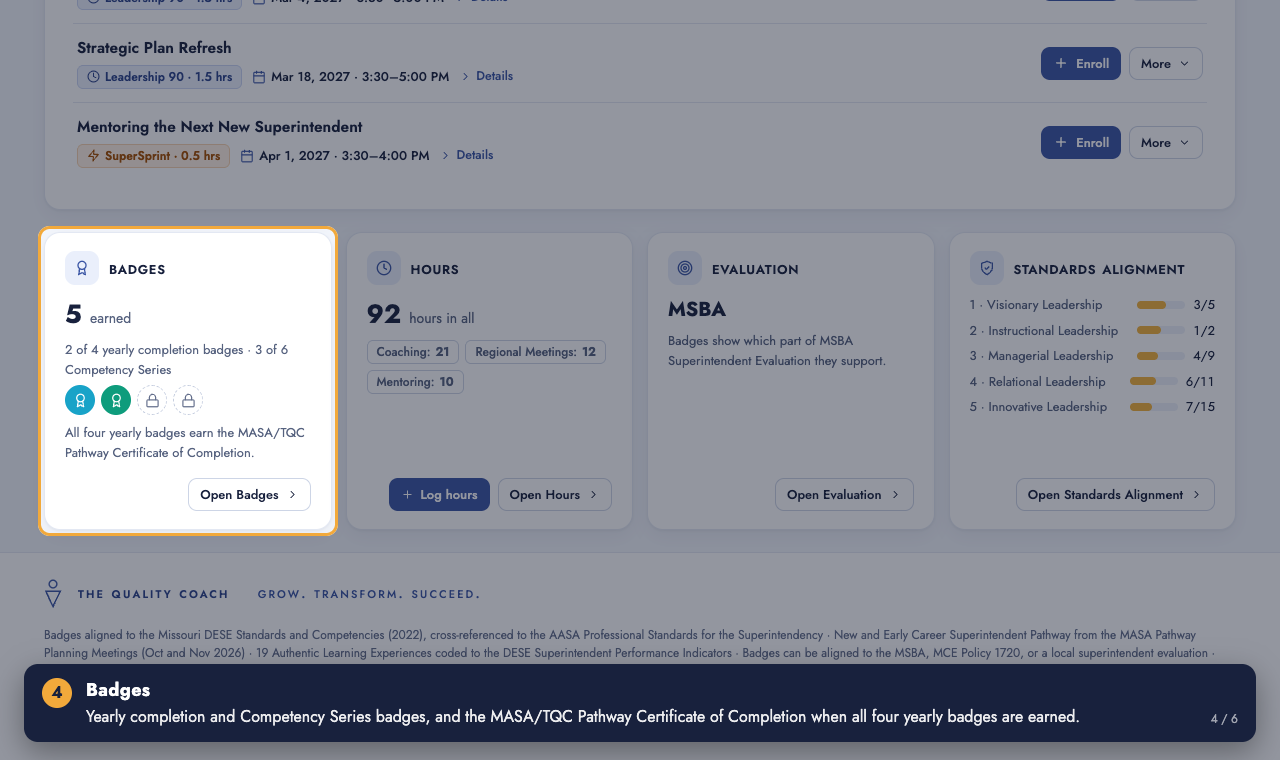 Strategic Plan Refresh
Leadership 90 · 1.5 hrs Mar 18, 2027 · 3:30–5:00 PM Details
Enroll More
Mentoring the Next New Superintendent
SuperSprint · 0.5 hrs Apr 1, 2027 · 3:30–4:00 PM Details
Enroll More
BADGES
5 earned
2 of 4 yearly completion badges · 3 of 6
Competency Series
All four yearly badges earn the MASA/TQC
Pathway Certificate of Completion.
Open Badges
HOURS
92 hours in all
Coaching: 21 Regional Meetings: 12
Mentoring: 10
Log hours Open Hours
EVALUATION
MSBA
Badges show which part of MSBA
Superintendent Evaluation they support.
Open Evaluation
STANDARDS ALIGNMENT
1 · Visionary Leadership 3/5
2 · Instructional Leadership 1/2
3 · Managerial Leadership 4/9
4 · Relational Leadership 6/11
5 · Innovative Leadership 7/15
Open Standards Alignment
THE QUALITY COACH GROW. TRANSFORM. SUCCEED.
Badges aligned to the Missouri DESE Standards and Competencies (2022), cross-referenced to the AASA Professional Standards for the Superintendency · New and Early Career Superintendent Pathway from the MASA Pathway
Planning Meetings (Oct and Nov 2026) · 19 Authentic Learning Experiences coded to the DESE Superintendent Performance Indicators · Badges can be aligned to the MSBA, MCE Policy 1720, or a local superintendent evaluation ·
4 Badges
Yearly completion and Competency Series badges, and the MASA/TQC Pathway Certificate of Completion when all four yearly badges are earned.
4 / 6